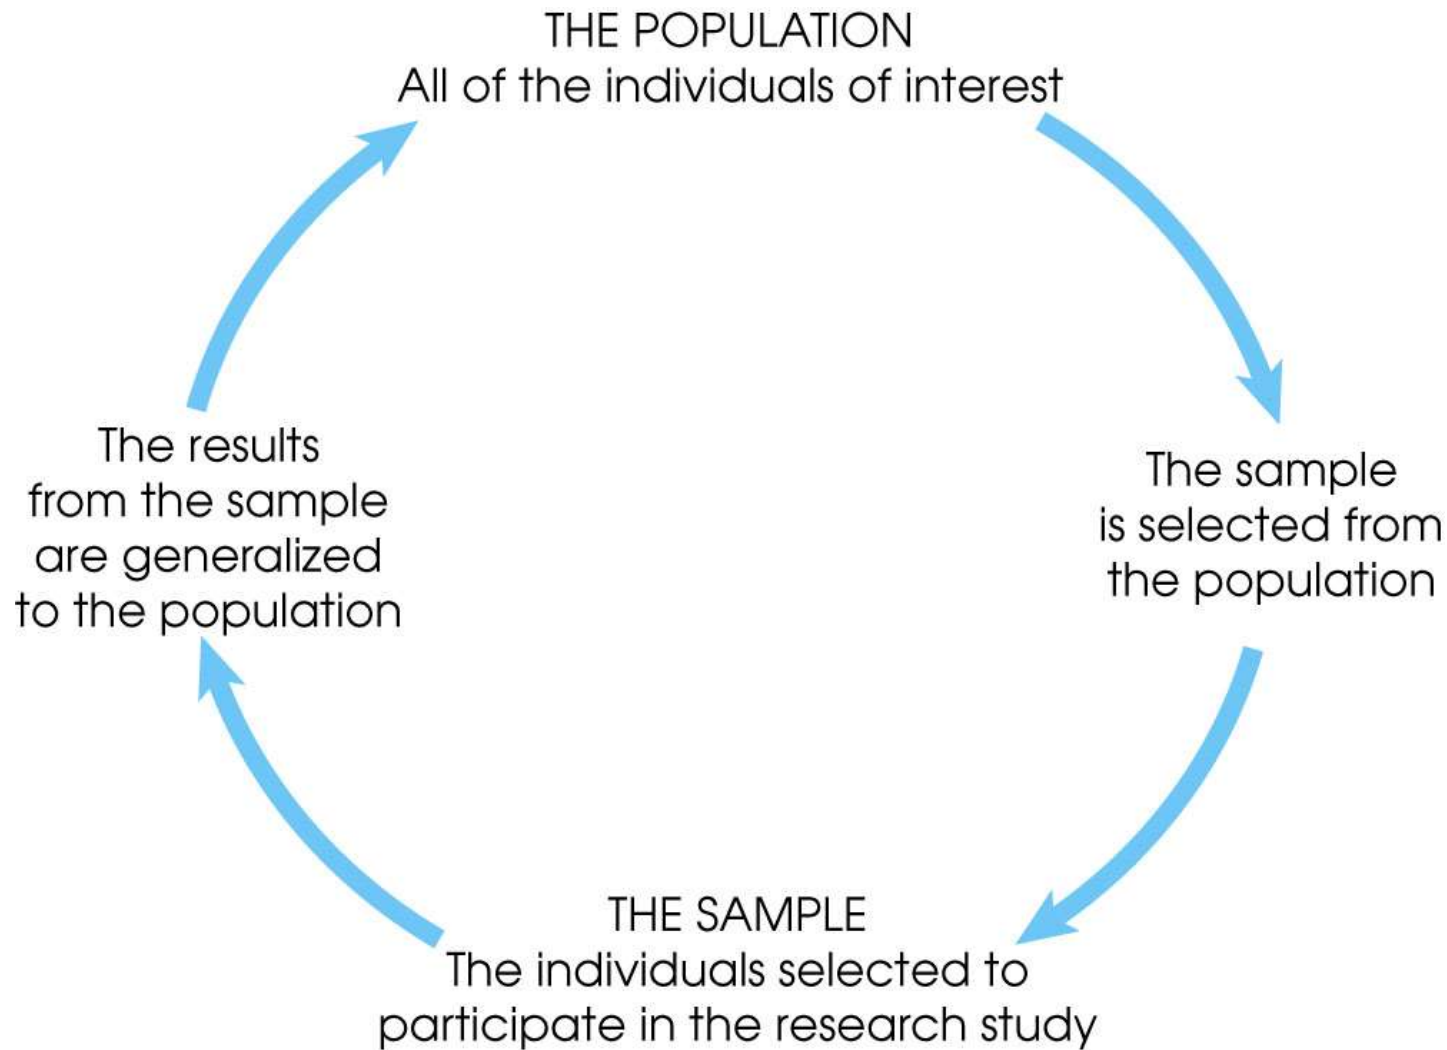 THE POPULATION
All of the individuals of interest
The sample
is selected from
the population
THE SAMPLE
The individuals selected to
participate in the research study
The results
from the sample
are generalized
to the population